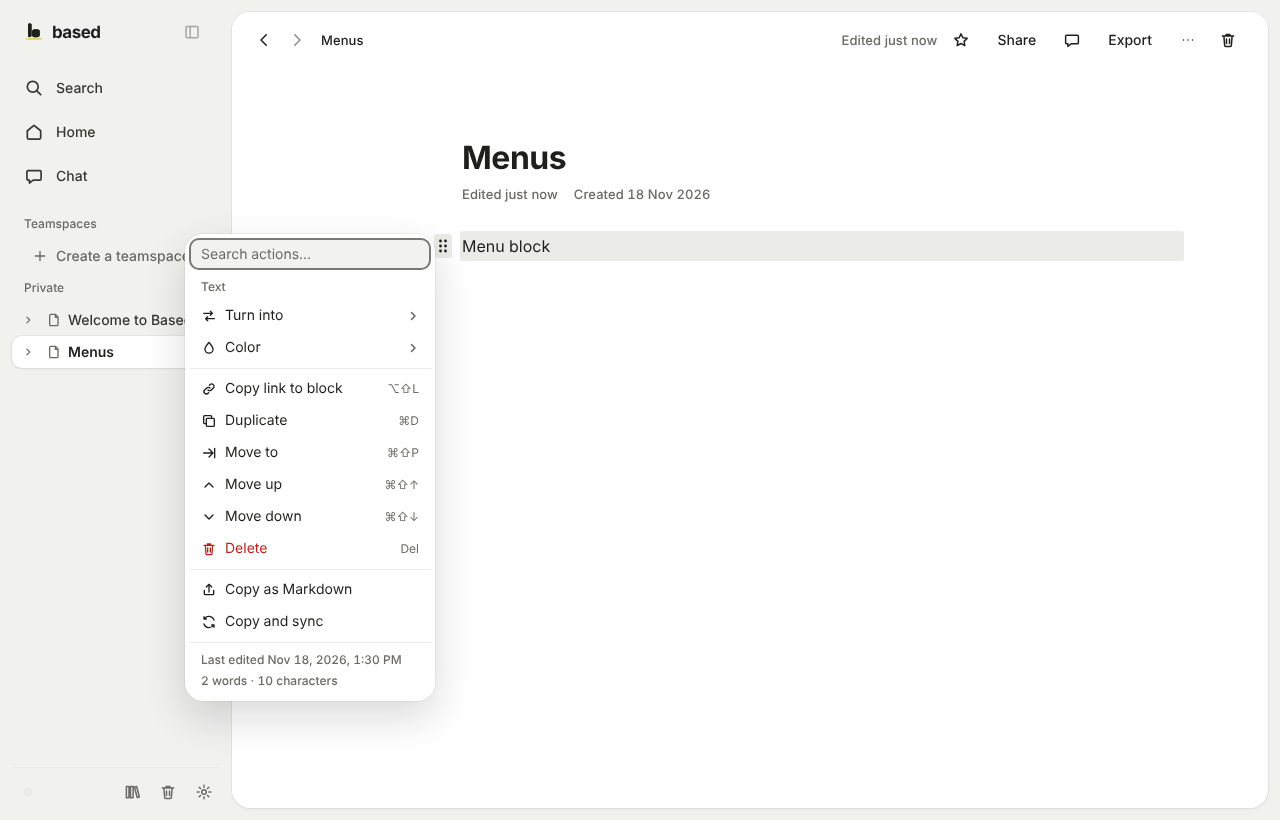 based
Search
Home
Chat
Teamspaces
Create a teamspace
Private
Welcome to Based
Menus
Menus
Edited just now
Share
Export
Menus
Edited just now Created 18 Nov 2026
Menu block
Search actions...
Text
Turn into
Color
Copy link to block ⌥⇧L
Duplicate ⌘D
Move to ⌘⇧P
Move up ⌘⇧↑
Move down ⌘⇧↓
Delete Del
Copy as Markdown
Copy and sync
Last edited Nov 18, 2026, 1:30 PM
2 words · 10 characters